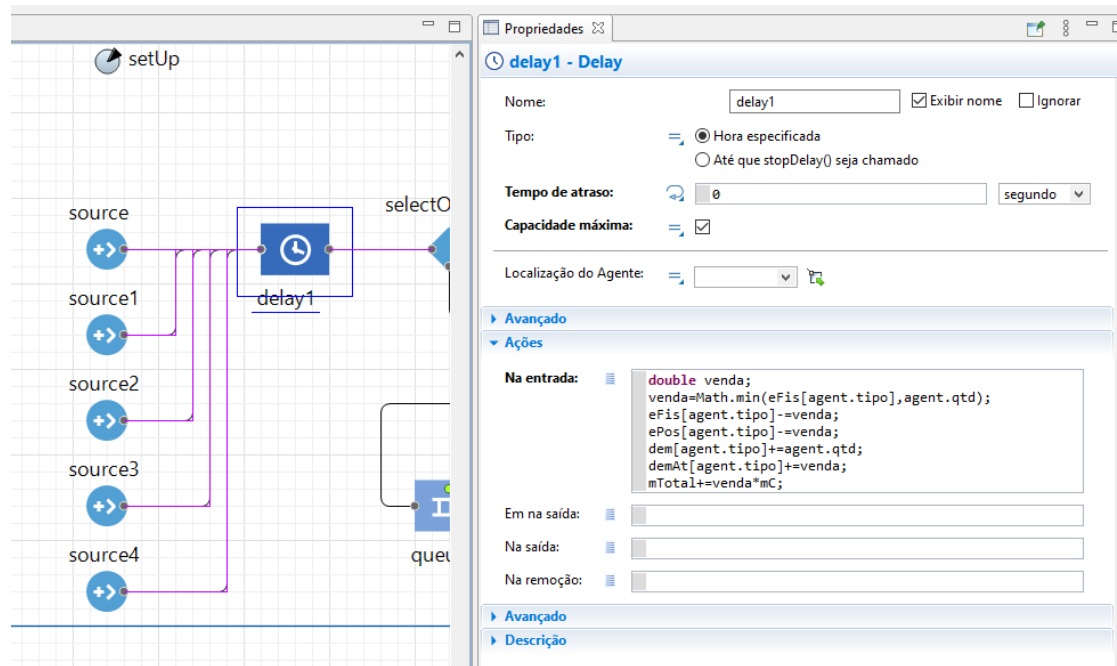 setUp
source
source1
source2
source3
source4
delay1
selectO
queu
Propriedades
delay1 - Delay
Nome:
delay1
Exibir nome
Ignorar
Tipo:
Hora especificada
Até que stopDelay() seja chamado
Tempo de atraso:
0
segundo
Capacidade máxima:
Localização do Agente:
Avançado
Ações
Na entrada:
double venda;
venda=Math.min(eFis[agent.tipo],agent.qtd);
eFis[agent.tipo]-=venda;
ePos[agent.tipo]-=venda;
dem[agent.tipo]+=agent.qtd;
demAt[agent.tipo]+=venda;
mTotal+=venda*mC;
Em na saída:
Na saída:
Na remoção:
Avançado
Descrição